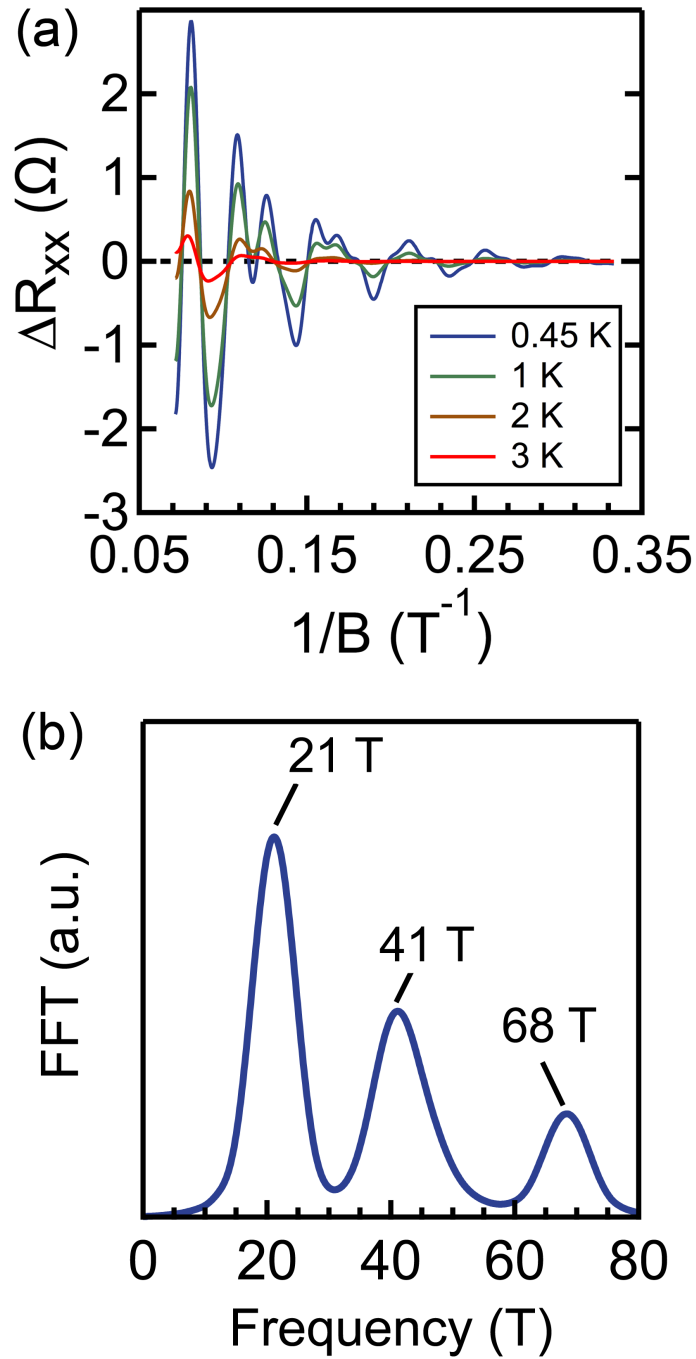 (a)
2
1
0
-1
-2
-3
ΔRxx (Ω)
0.45 K
1 K
2 K
3 K
0.05 0.15 0.25 0.35
1/B (T-1)
(b)
21 T
41 T
68 T
FFT (a.u.)
0 20 40 60 80
Frequency (T)